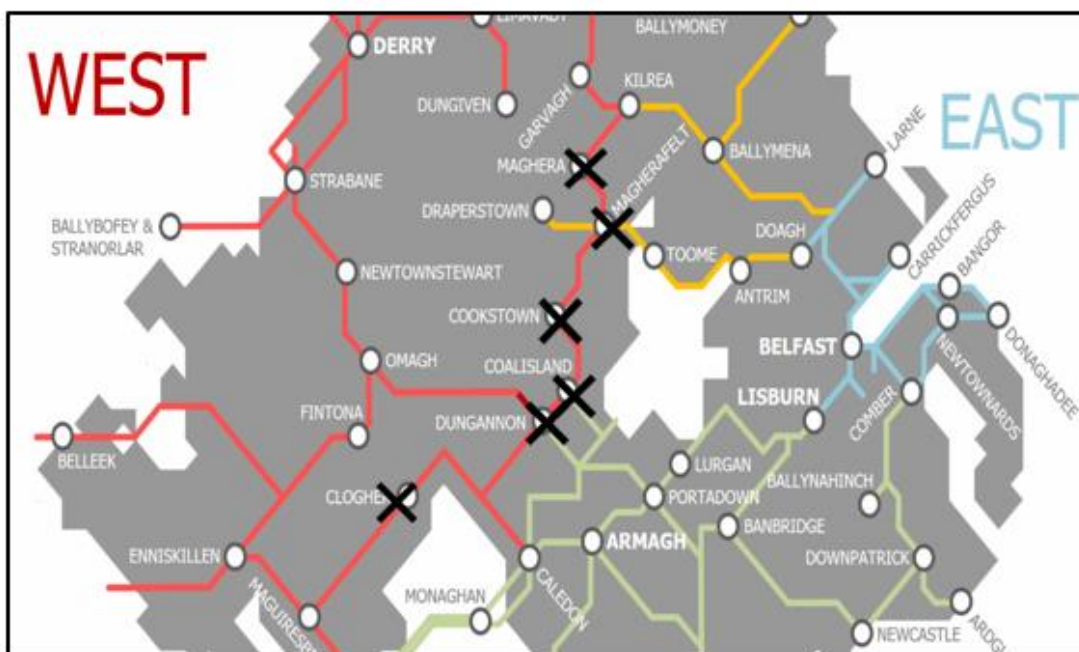 WEST
EAST
DERRY
LIMAVADY
BALLYMONEY
KILREA
DUNGIVEN
GARVAGH
LARNE
MAGHERA
MAGHERAFELT
BALLYMENA
STRABANE
DRAPERSTOWN
CARRICKFERGUS
BALLYBOFEY &
STRANORLAR
DOAGH
BANGOR
TOOME
NEWTOWNSTEWART
ANTRIM
COOKSTOWN
BELFAST
DONAGHADEE
OMAGH
COALISLAND
NEWTOWNARDS
LISBURN
COMBER
FINTONA
DUNGANNON
BELLEEK
LURGAN
BALLYNAHINCH
CLOGHER
PORTADOWN
BANBRIDGE
ENNISKILLEN
ARMAGH
DOWNPATRICK
CALEDON
MONAGHAN
NEWCASTLE